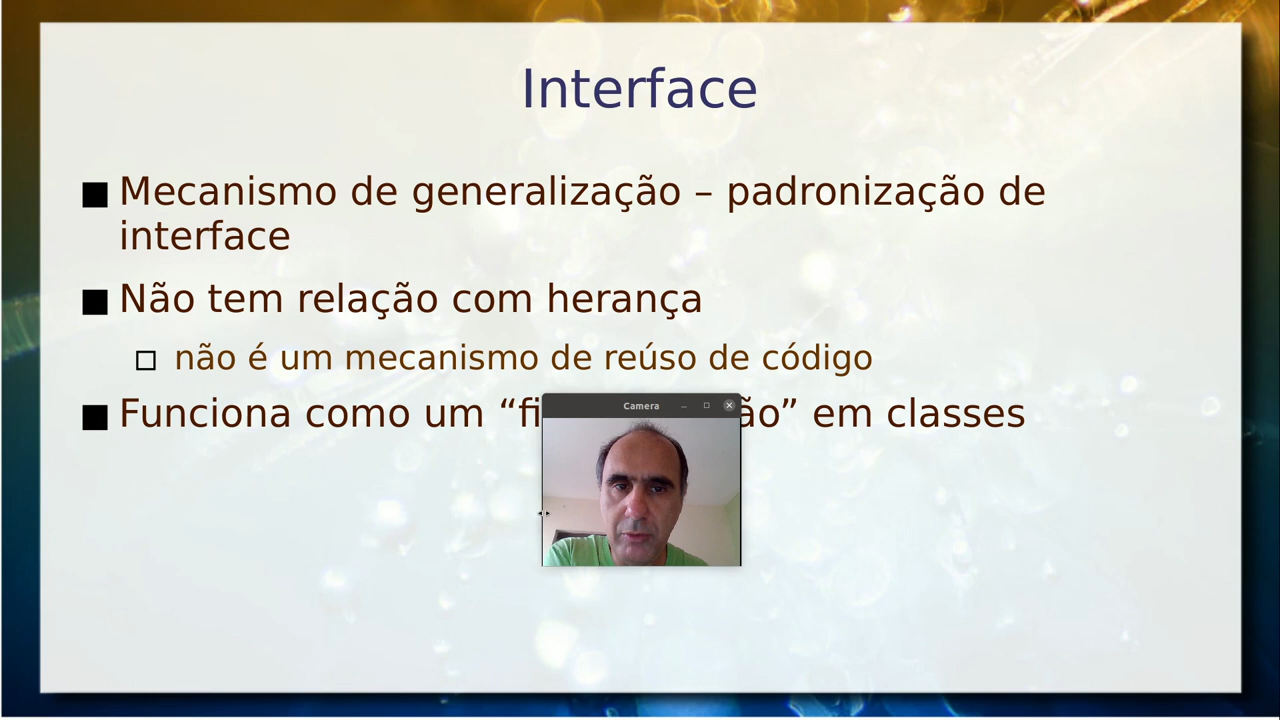 Interface
Mecanismo de generalização – padronização de
interface
Não tem relação com herança
não é um mecanismo de reúso de código
Funciona como um “fi ão” em classes
Camera